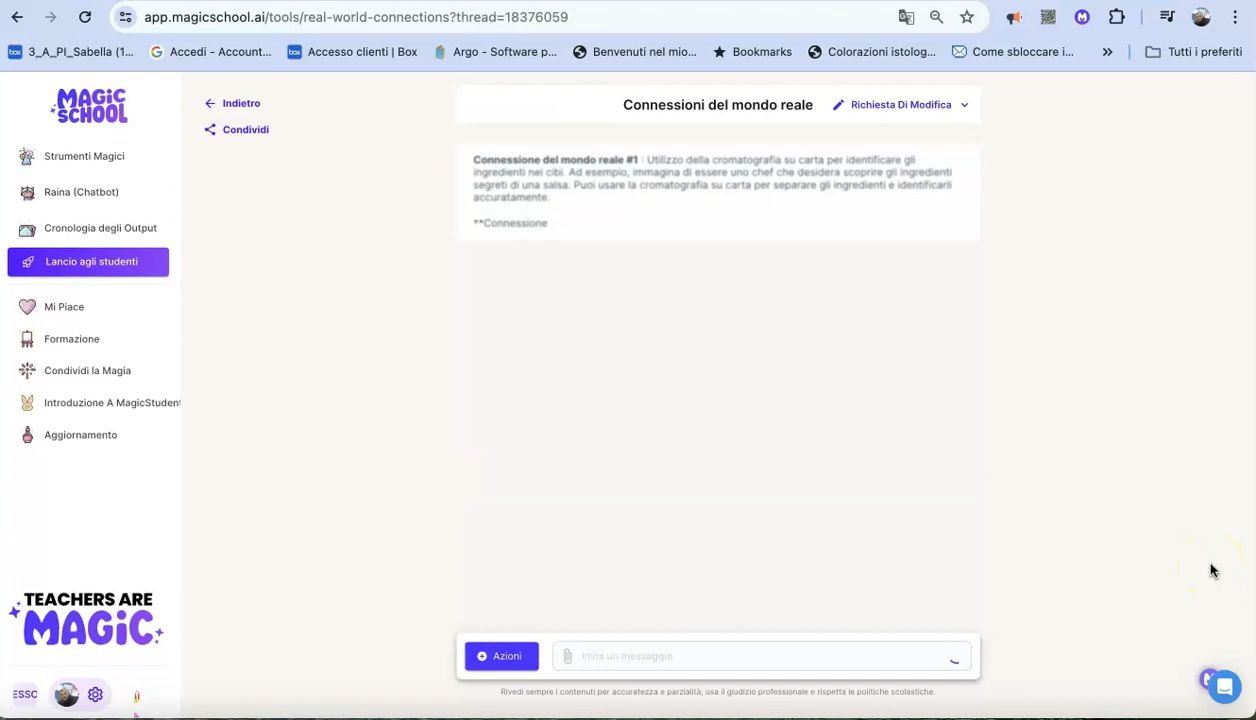 app.magicschool.ai/tools/real-world-connections?thread=18376059
3_A_PI_Sabella (1...
Accedi - Account...
Accesso clienti | Box
Argo - Software p...
Benvenuti nel mio...
Bookmarks
Colorazioni istolog...
Come sbloccare i...
Tutti i preferiti
MAGIC
SCHOOL
Indietro
Condividi
Connessioni del mondo reale
Richiesta Di Modifica
Strumenti Magici
Raina (Chatbot)
Cronologia degli Output
Lancio agli studenti
Mi Piace
Formazione
Condividi la Magia
Introduzione A MagicStudent
Aggiornamento
Connessione del mondo reale #1 : Utilizzo della cromatografia su carta per identificare gli
ingredienti nei cibi. Ad esempio, immagina di essere uno chef che desidera scoprire gli ingredienti
segreti di una salsa. Puoi usare la cromatografia su carta per separare gli ingredienti e identificarli
accuratamente.
**Connessione
TEACHERS ARE
MAGIC
ESSO
Azioni
Invia un messaggio
Rivedi sempre i contenuti per accuratezza e parzialità; usa il giudizio professionale e rispetta le politiche scolastiche.